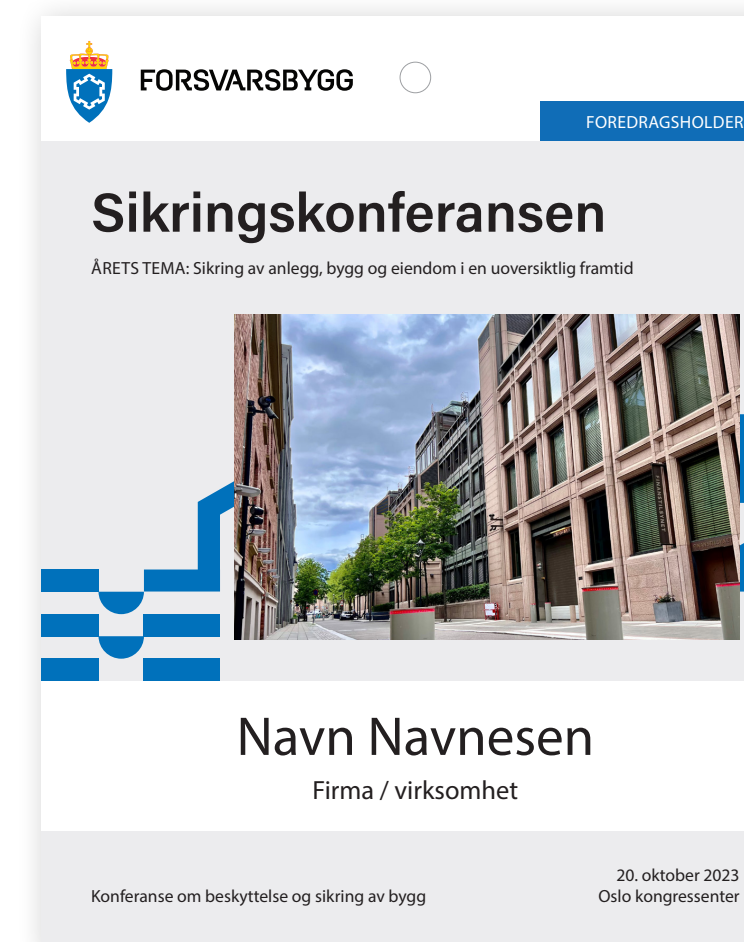 FORSVARSBYGG
FOREDRAGSHOLDER
Sikringskonferansen
ÅRETS TEMA: Sikring av anlegg, bygg og eiendom i en uoversiktlig framtid
FINANSTILSYNET
Navn Navnesen
Firma / virksomhet
20. oktober 2023
Konferanse om beskyttelse og sikring av bygg
Oslo kongressenter